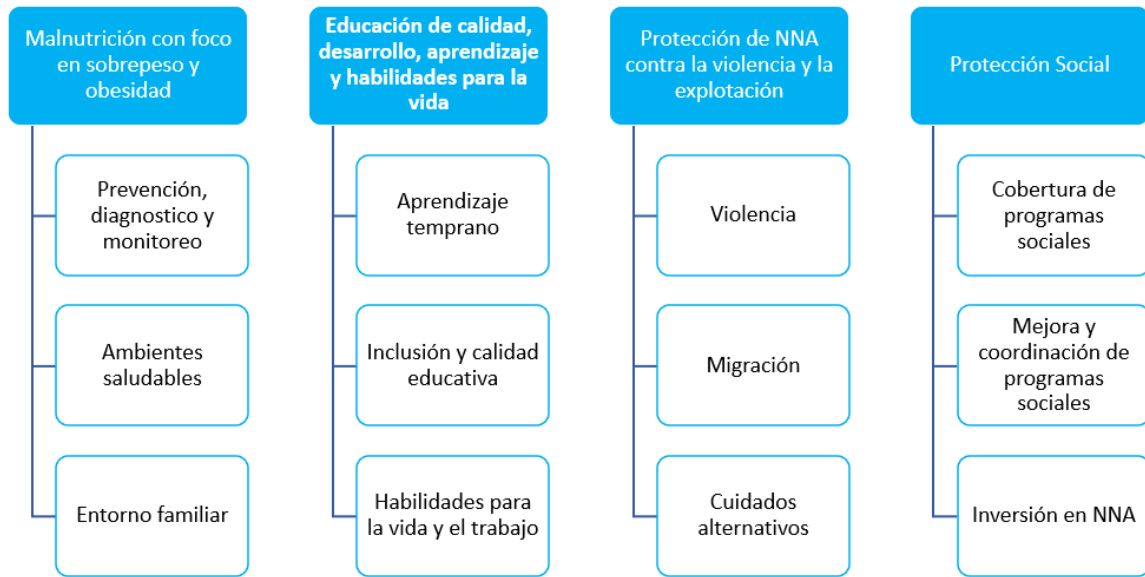 Malnutrición con foco
en sobrepeso y
obesidad
Prevención,
diagnostico y
monitoreo
Ambientes
saludables
Entorno familiar
Educación de calidad,
desarrollo, aprendizaje
y habilidades para la
vida
Aprendizaje
temprano
Inclusión y calidad
educativa
Habilidades para
la vida y el trabajo
Protección de NNA
contra la violencia y la
explotación
Violencia
Migración
Cuidados
alternativos
Protección Social
Cobertura de
programas
sociales
Mejora y
coordinación de
programas
sociales
Inversión en NNA